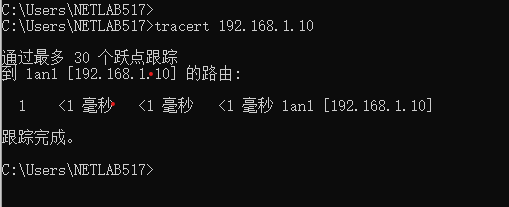 C:\Users\NETLAB517>
C:\Users\NETLAB517>tracert 192.168.1.10
通过最多 30 个跃点跟踪
到 lan1 [192.168.1.10] 的路由:
1 <1 毫秒 <1 毫秒 <1 毫秒 lan1 [192.168.1.10]
跟踪完成。
C:\Users\NETLAB517>